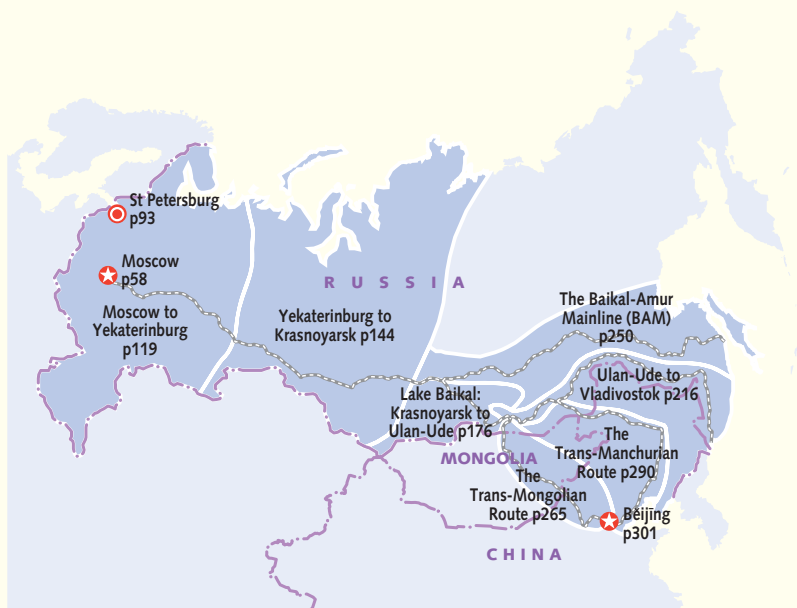 St Petersburg
p93
Moscow
p58
R U S S I A
Moscow to
Yekaterinburg
p119
Yekaterinburg to
Krasnoyarsk p144
The Baikal-Amur
Mainline (BAM)
p250
Ulan-Ude to
Vladivostok p216
Lake Baikal:
Krasnoyarsk to
Ulan-Ude p176
The
Trans-Manchurian
Route p290
MONGOLIA
The
Trans-Mongolian
Route p265
Běijīng
p301
CHINA